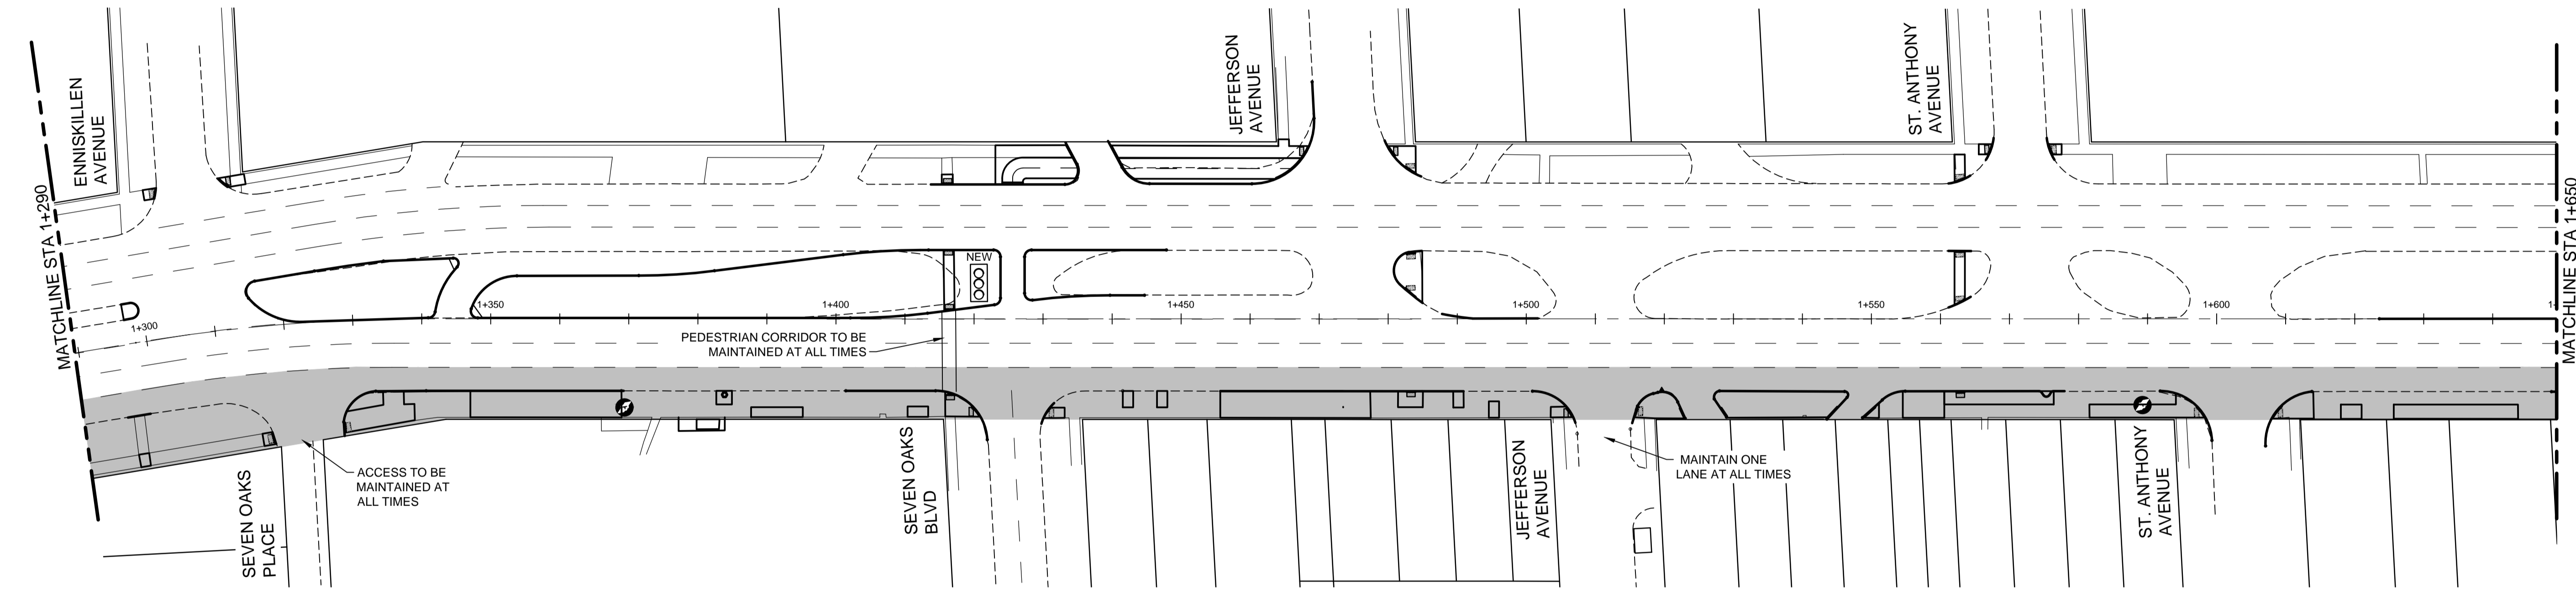 MATCHLINE STA 1+290
ENNISKILLEN
AVENUE
JEFFERSON
AVENUE
ST. ANTHONY
AVENUE
MATCHLINE STA 1+650
NEW
1+300
1+350
1+400
1+450
1+500
1+550
1+600
PEDESTRIAN CORRIDOR TO BE
MAINTAINED AT ALL TIMES
ACCESS TO BE
MAINTAINED AT
ALL TIMES
MAINTAIN ONE
LANE AT ALL TIMES
SEVEN OAKS
PLACE
SEVEN OAKS
BLVD
JEFFERSON
AVENUE
ST. ANTHONY
AVENUE